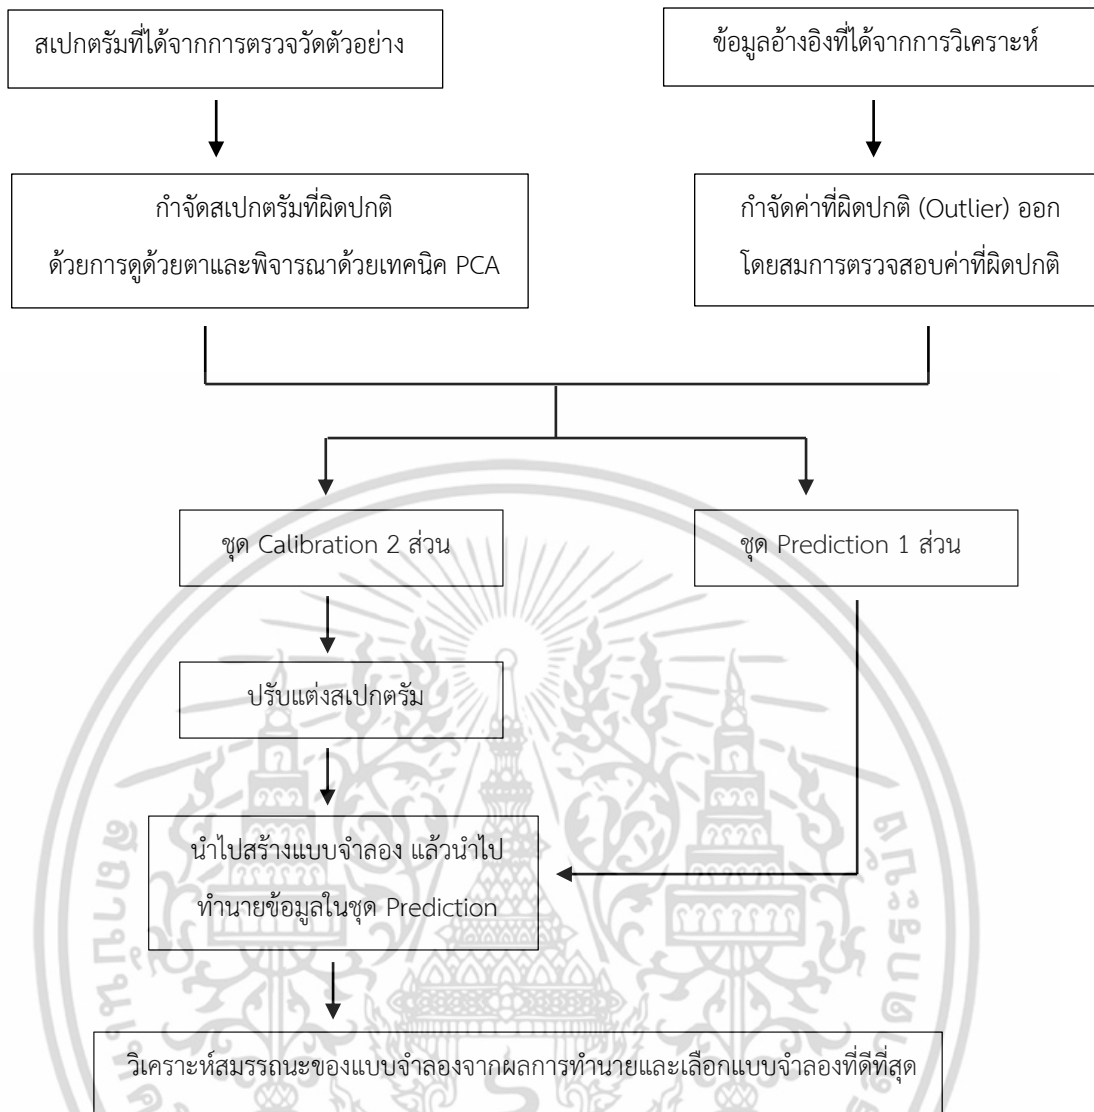 สเปกตรัมที่ได้จากการตรวจวัดตัวอย่าง
ข้อมูลอ้างอิงที่ได้จากการวิเคราะห์
กำจัดสเปกตรัมที่ผิดปกติ
ด้วยการดูด้วยตาและพิจารณาด้วยเทคนิค PCA
กำจัดค่าที่ผิดปกติ (Outlier) ออก
โดยสมการตรวจสอบค่าที่ผิดปกติ
ชุด Calibration 2 ส่วน
ชุด Prediction 1 ส่วน
ปรับแต่งสเปกตรัม
นำไปสร้างแบบจำลอง แล้วนำไป
ทำนายข้อมูลในชุด Prediction
วิเคราะห์สมรรถนะของแบบจำลองจากผลการทำนายและเลือกแบบจำลองที่ดีที่สุด